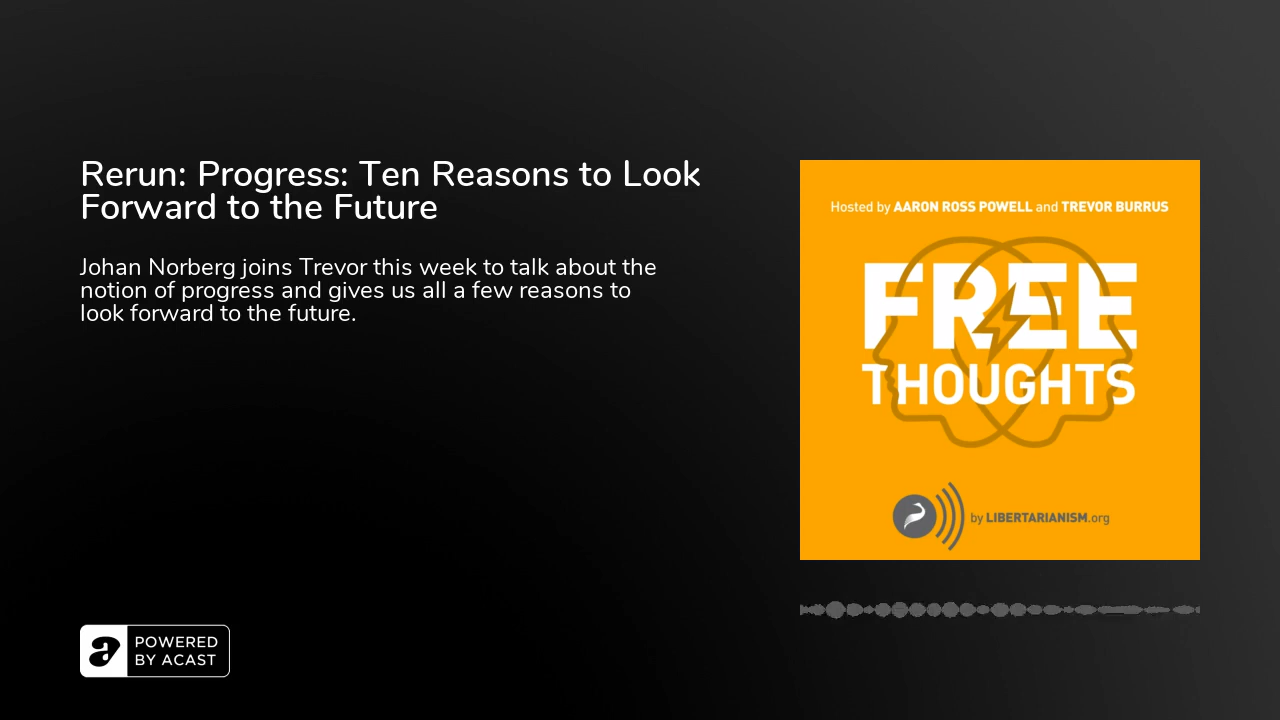 Rerun: Progress: Ten Reasons to Look
Forward to the Future
Johan Norberg joins Trevor this week to talk about the
notion of progress and gives us all a few reasons to
look forward to the future.
Hosted by AARON ROSS POWELL and TREVOR BURRUS
FREE
THOUGHTS
by LIBERTARIANISM.org
POWERED
BY ACAST